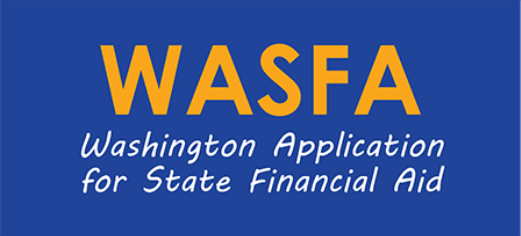 WASFA
Washington Application
for State Financial Aid